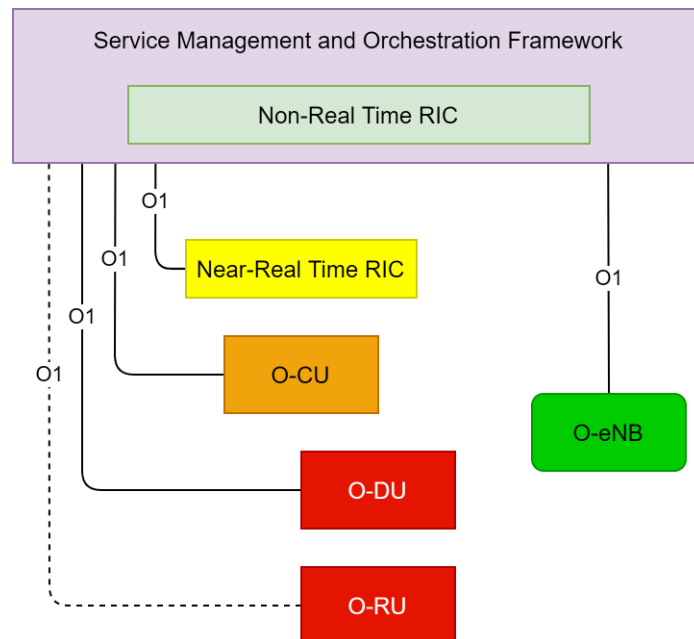 Service Management and Orchestration Framework
Non-Real Time RIC
O1
Near-Real Time RIC
O1
O1
O1
O-CU
O1
O-eNB
O-DU
O-RU